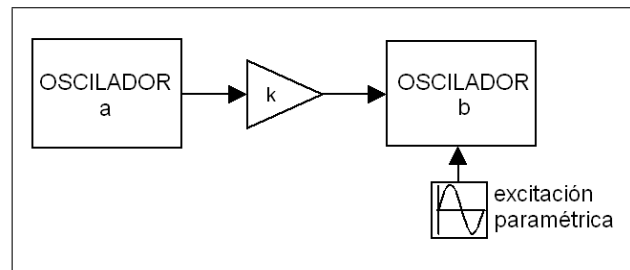 OSCILADOR
a
k
OSCILADOR
b
excitación
paramétrica